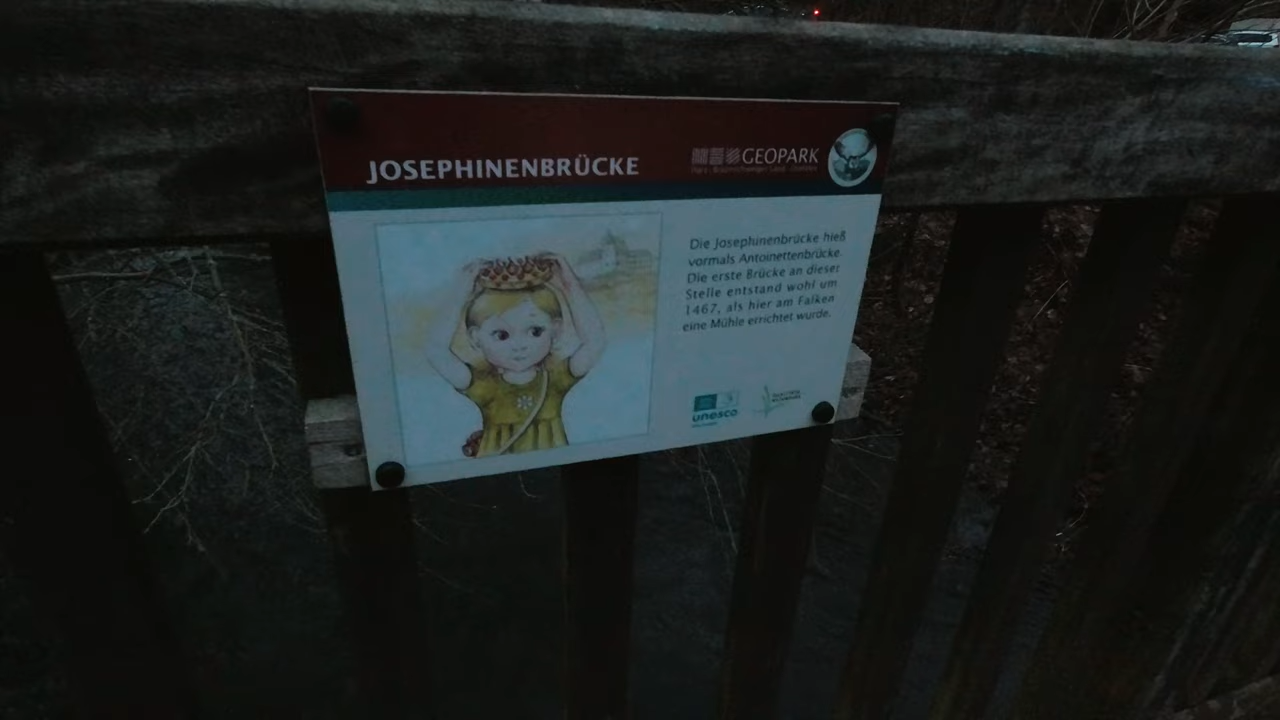 JOSEPHINENBRÜCKE
GEOPARK
Die Josephinenbrücke hieß
vormals Antoinettenbrücke.
Die erste Brücke an dieser
Stelle entstand wohl um
1467, als hier am Falken
eine Mühle errichtet wurde.
unesco